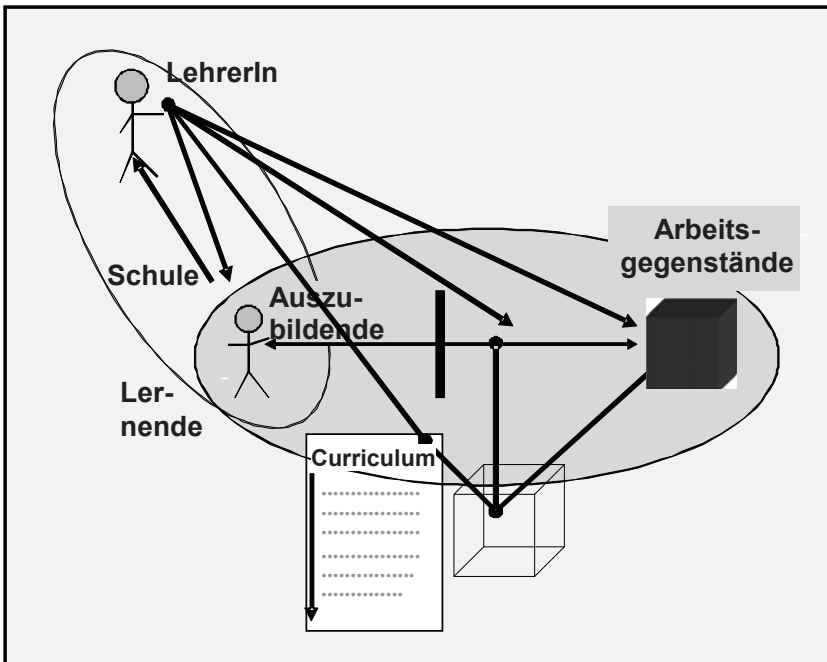 LehrerIn
Arbeits-
gegenstände
Schule
Auszu-
bildende
Ler-
nende
Curriculum